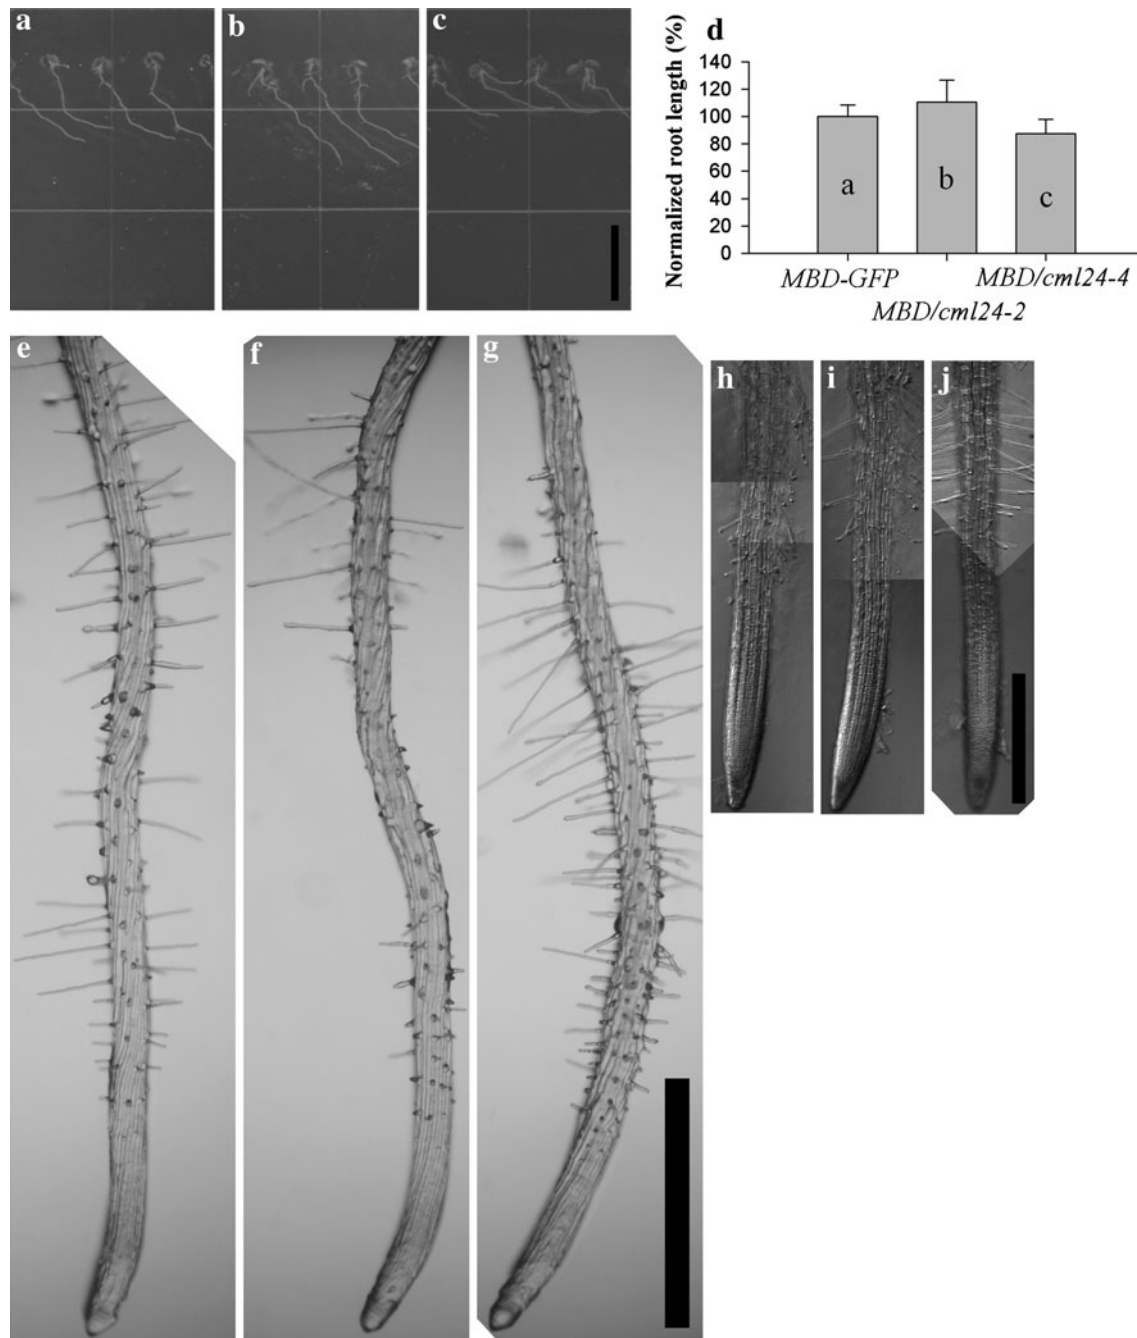 a
b
c
d
Normalized root length (%)
140
120
100
80
60
40
20
0
a
b
c
MBD-GFP
MBD/cml24-4
MBD/cml24-2
e
f
g
h
i
j